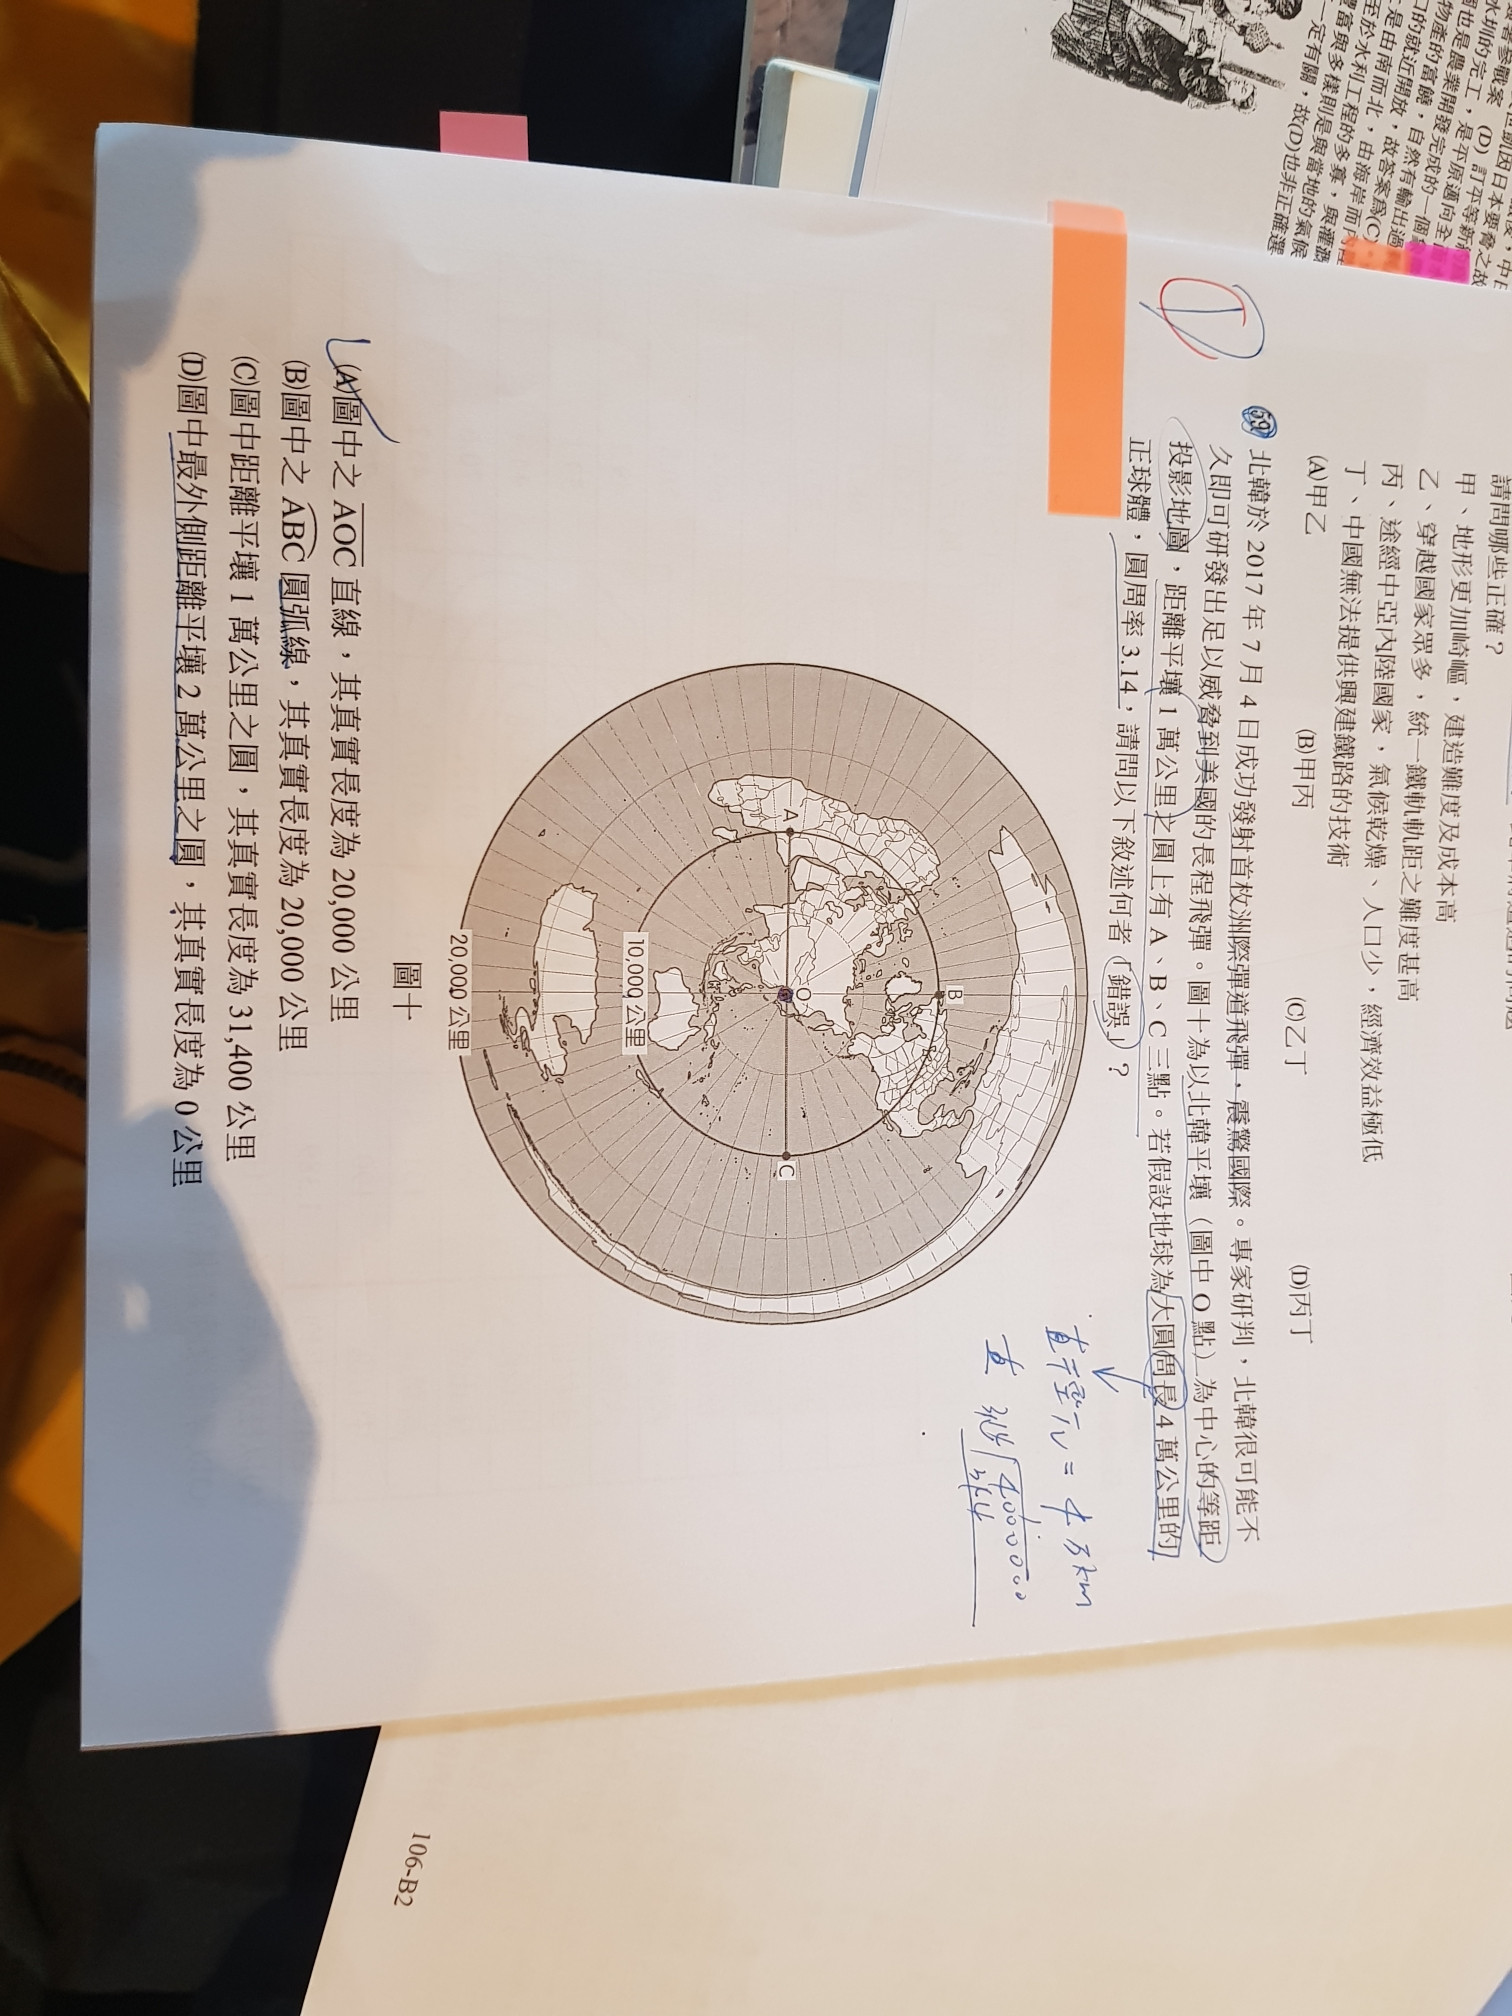 請問哪些正確？
甲、地形更加崎嶇，建造難度及成本高
乙、穿越國家眾多，統一鐵軌軌距之難度甚高
丙、途經中亞內陸國家，氣候乾燥、人口少，經濟效益極低
丁、中國無法提供興建鐵路的技術
(A)甲乙 (B)甲丙 (C)乙丁 (D)丙丁
59. 北韓於 2017 年 7 月 4 日成功發射首枚洲際彈道飛彈，震驚國際。專家研判，北韓很可能不
久即可研發出足以威脅到美國的長程飛彈。圖十為以北韓平壤（圖中 O 點）為中心的等距
投影地圖，距離平壤 1 萬公里之圓上有 A、B、C 三點。若假設地球為大圓周長 4 萬公里的
正球體，圓周率 3.14，請問以下敘述何者「錯誤」？
直徑π = 4 萬km
A
B
O
C
10,000 公里
20,000 公里
圖十
(A)圖中之 AOC 直線，其真實長度為 20,000 公里
(B)圖中之 ABC 圓弧線，其真實長度為 20,000 公里
(C)圖中距離平壤 1 萬公里之圓，其真實長度為 31,400 公里
(D)圖中最外側距離平壤 2 萬公里之圓，其真實長度為 0 公里
106-B2